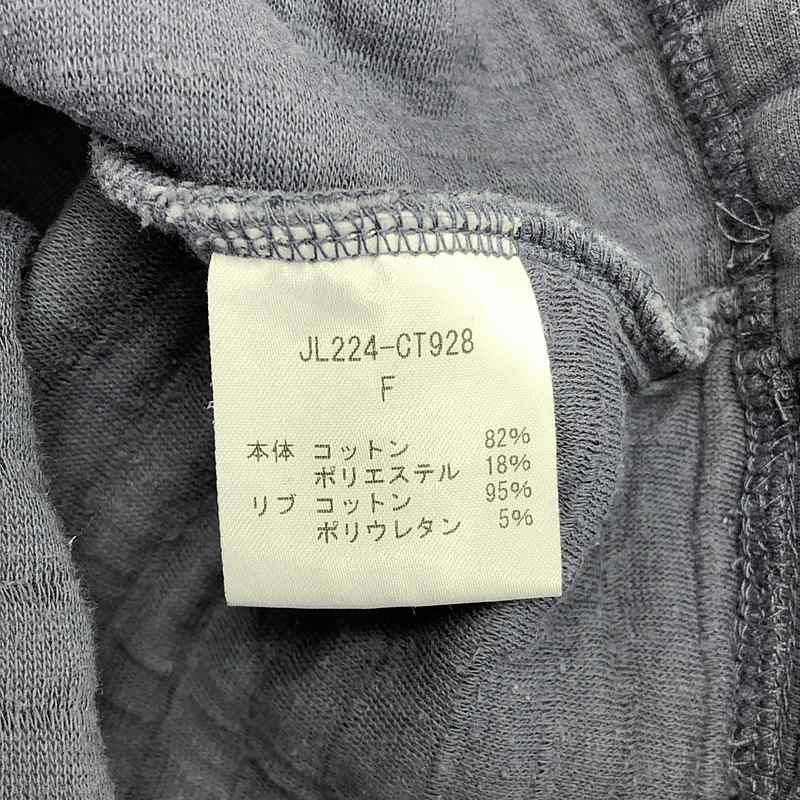 JL224-CT928
F
本体 コットン 82%
ポリエステル 18%
リブ コットン 95%
ポリウレタン 5%